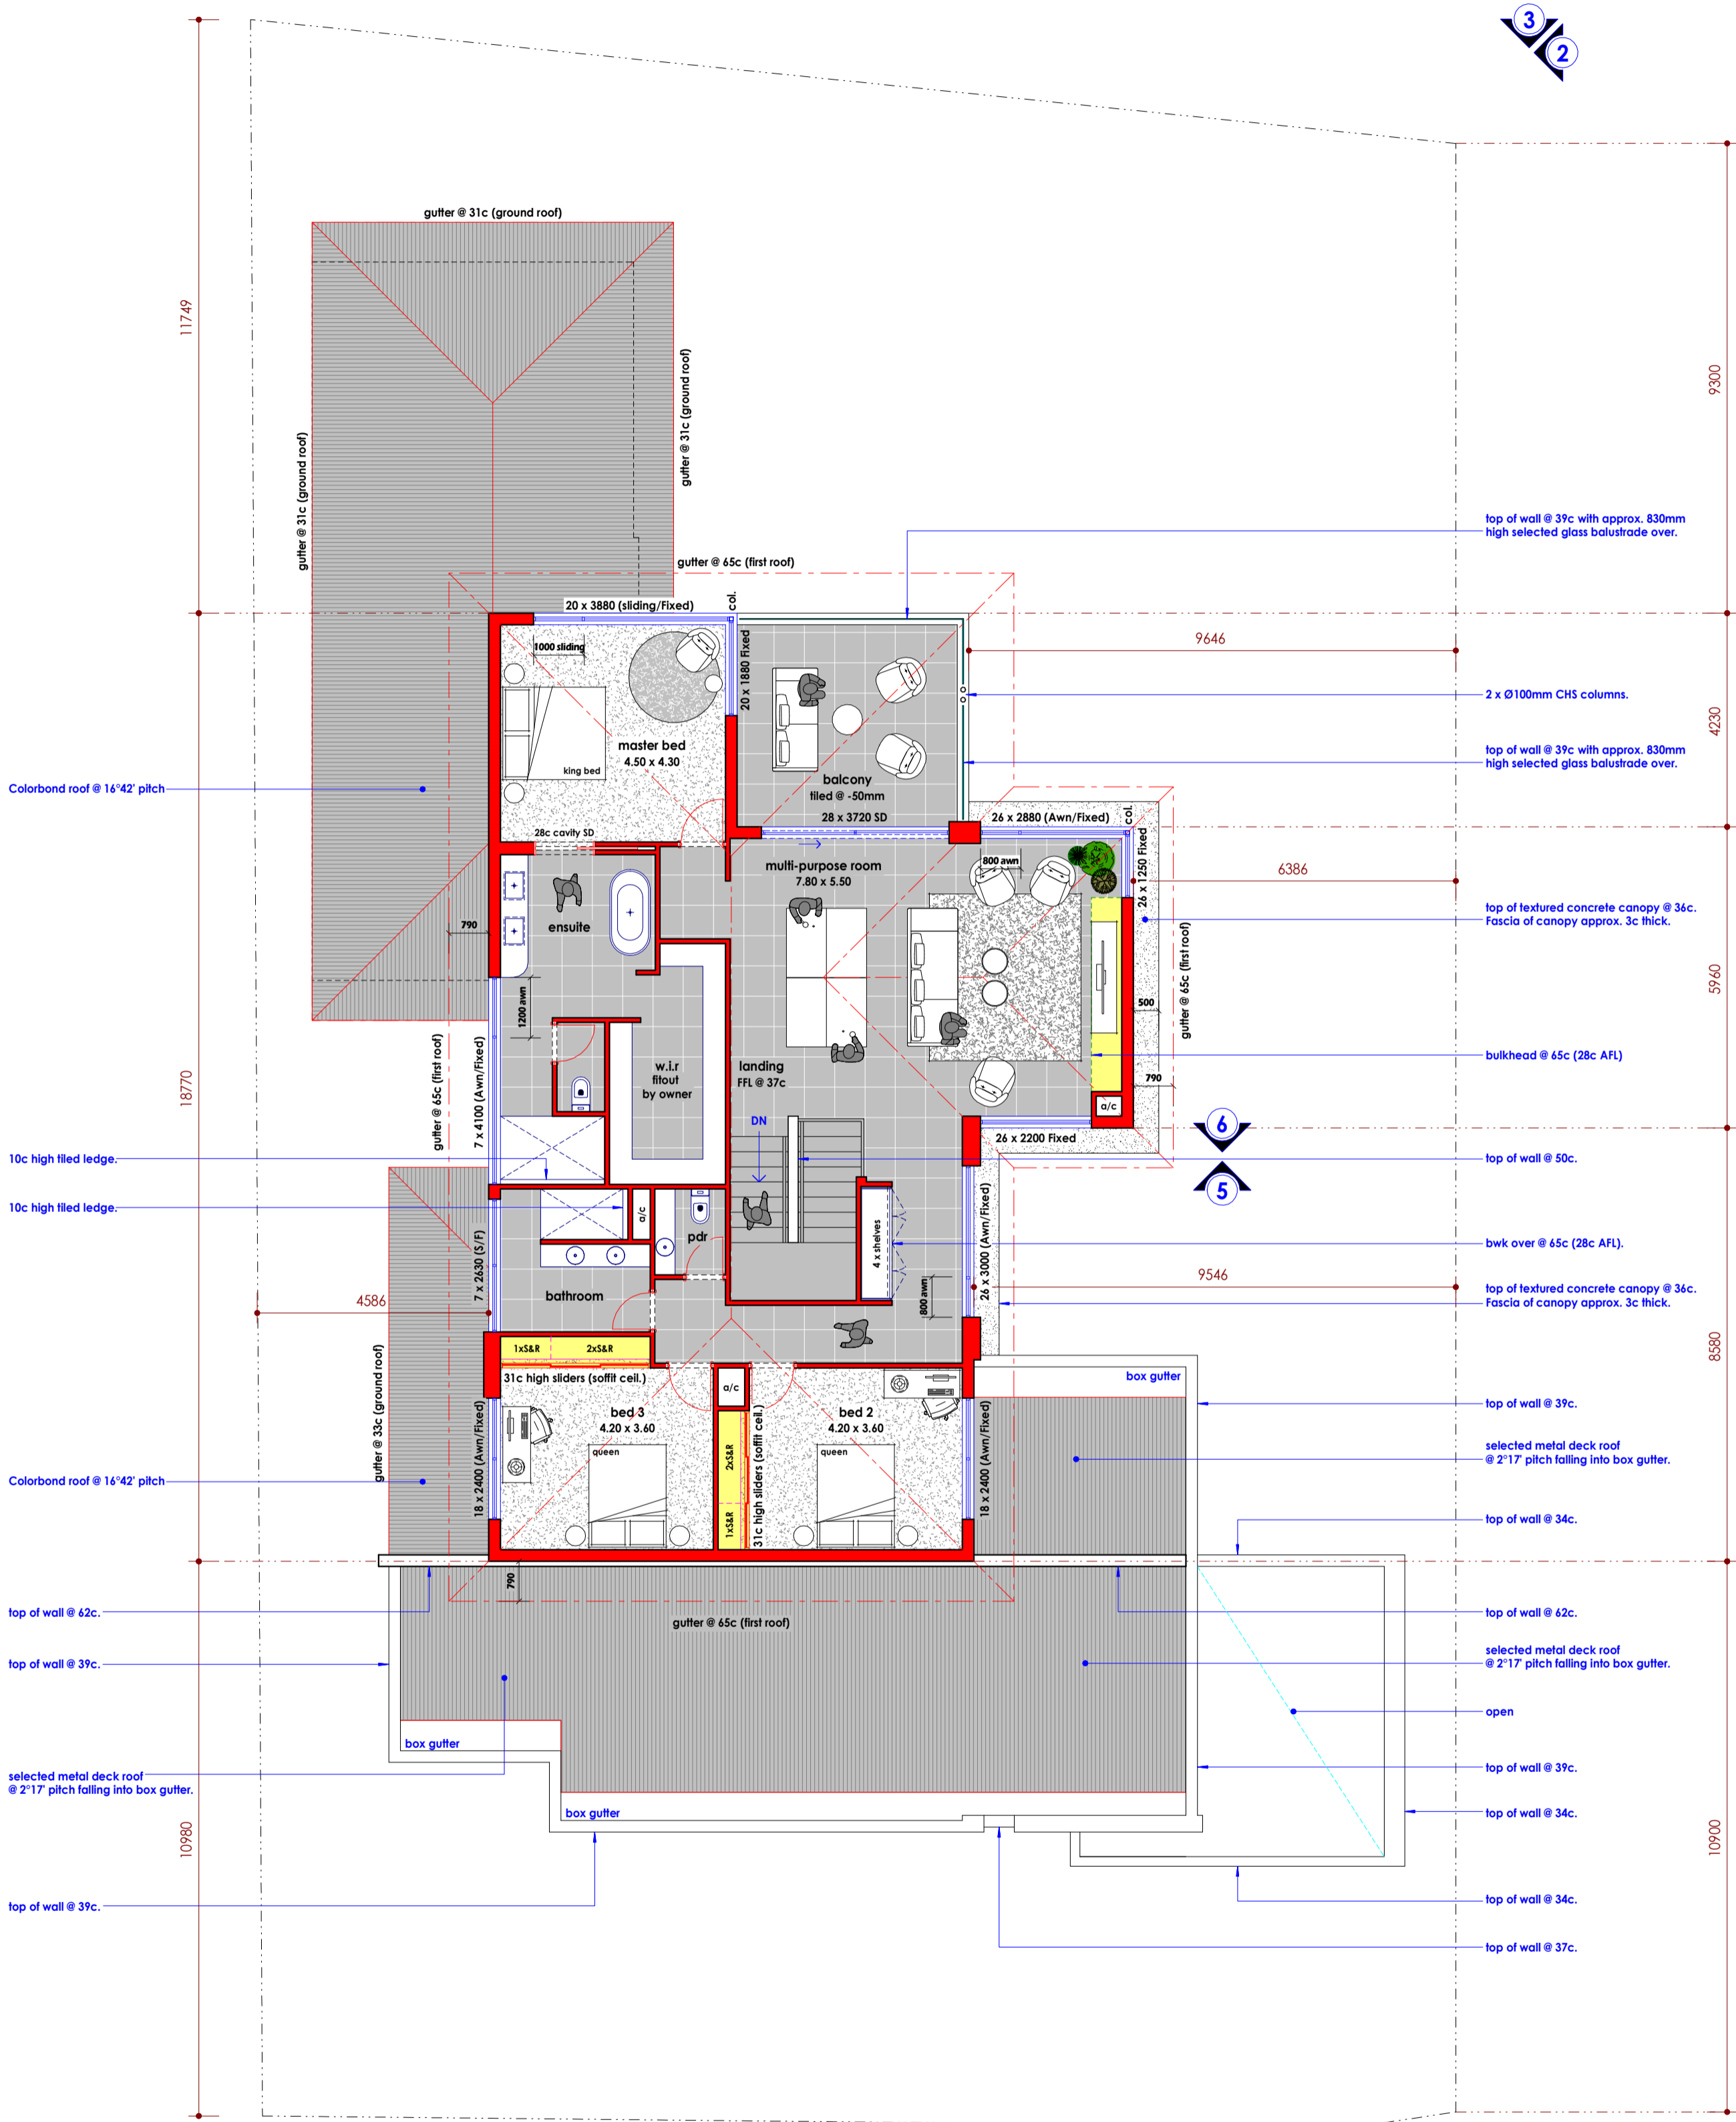 3
2
gutter @ 31c (ground roof)
11749
9300
gutter @ 31c (ground roof)
gutter @ 31c (ground roof)
top of wall @ 39c with approx. 830mm
high selected glass balustrade over.
gutter @ 65c (first roof)
20 x 3880 (sliding/Fixed)
col.
1000 sliding
20 x 1880 Fixed
9646
2 x Ø100mm CHS columns.
4230
master bed
4.50 x 4.30
king bed
top of wall @ 39c with approx. 830mm
high selected glass balustrade over.
balcony
tiled @ -50mm
28 x 3720 SD
Colorbond roof @ 16°42' pitch
28c cavity SD
26 x 2880 (Awn/Fixed)
col.
26 x 1250 Fixed
multi-purpose room
7.80 x 5.50
800 awn
6386
790
ensuite
top of textured concrete canopy @ 36c.
Fascia of canopy approx. 3c thick.
gutter @ 65c (first roof)
5960
1200 awn
500
gutter @ 65c (first roof)
7 x 4100 (Awn/Fixed)
w.i.r
fitout
by owner
landing
FFL @ 37c
bulkhead @ 65c (28c AFL)
790
a/c
18770
DN
26 x 2200 Fixed
6
5
10c high tiled ledge.
top of wall @ 50c.
10c high tiled ledge.
a/c
pdr
4 x shelves
26 x 3000 (Awn/Fixed)
bwk over @ 65c (28c AFL).
7 x 2630 (S/F)
9546
4586
bathroom
800 awn
top of textured concrete canopy @ 36c.
Fascia of canopy approx. 3c thick.
8580
1xS&R
2xS&R
31c high sliders (soffit ceil.)
gutter @ 33c (ground roof)
a/c
box gutter
top of wall @ 39c.
bed 3
4.20 x 3.60
queen
bed 2
4.20 x 3.60
queen
18 x 2400 (Awn/Fixed)
2xS&R
1xS&R
31c high sliders (soffit ceil.)
18 x 2400 (Awn/Fixed)
selected metal deck roof
@ 2°17' pitch falling into box gutter.
Colorbond roof @ 16°42' pitch
top of wall @ 34c.
790
top of wall @ 62c.
gutter @ 65c (first roof)
top of wall @ 62c.
top of wall @ 39c.
selected metal deck roof
@ 2°17' pitch falling into box gutter.
open
box gutter
selected metal deck roof
@ 2°17' pitch falling into box gutter.
top of wall @ 39c.
box gutter
top of wall @ 34c.
10980
10900
top of wall @ 39c.
top of wall @ 34c.
top of wall @ 37c.